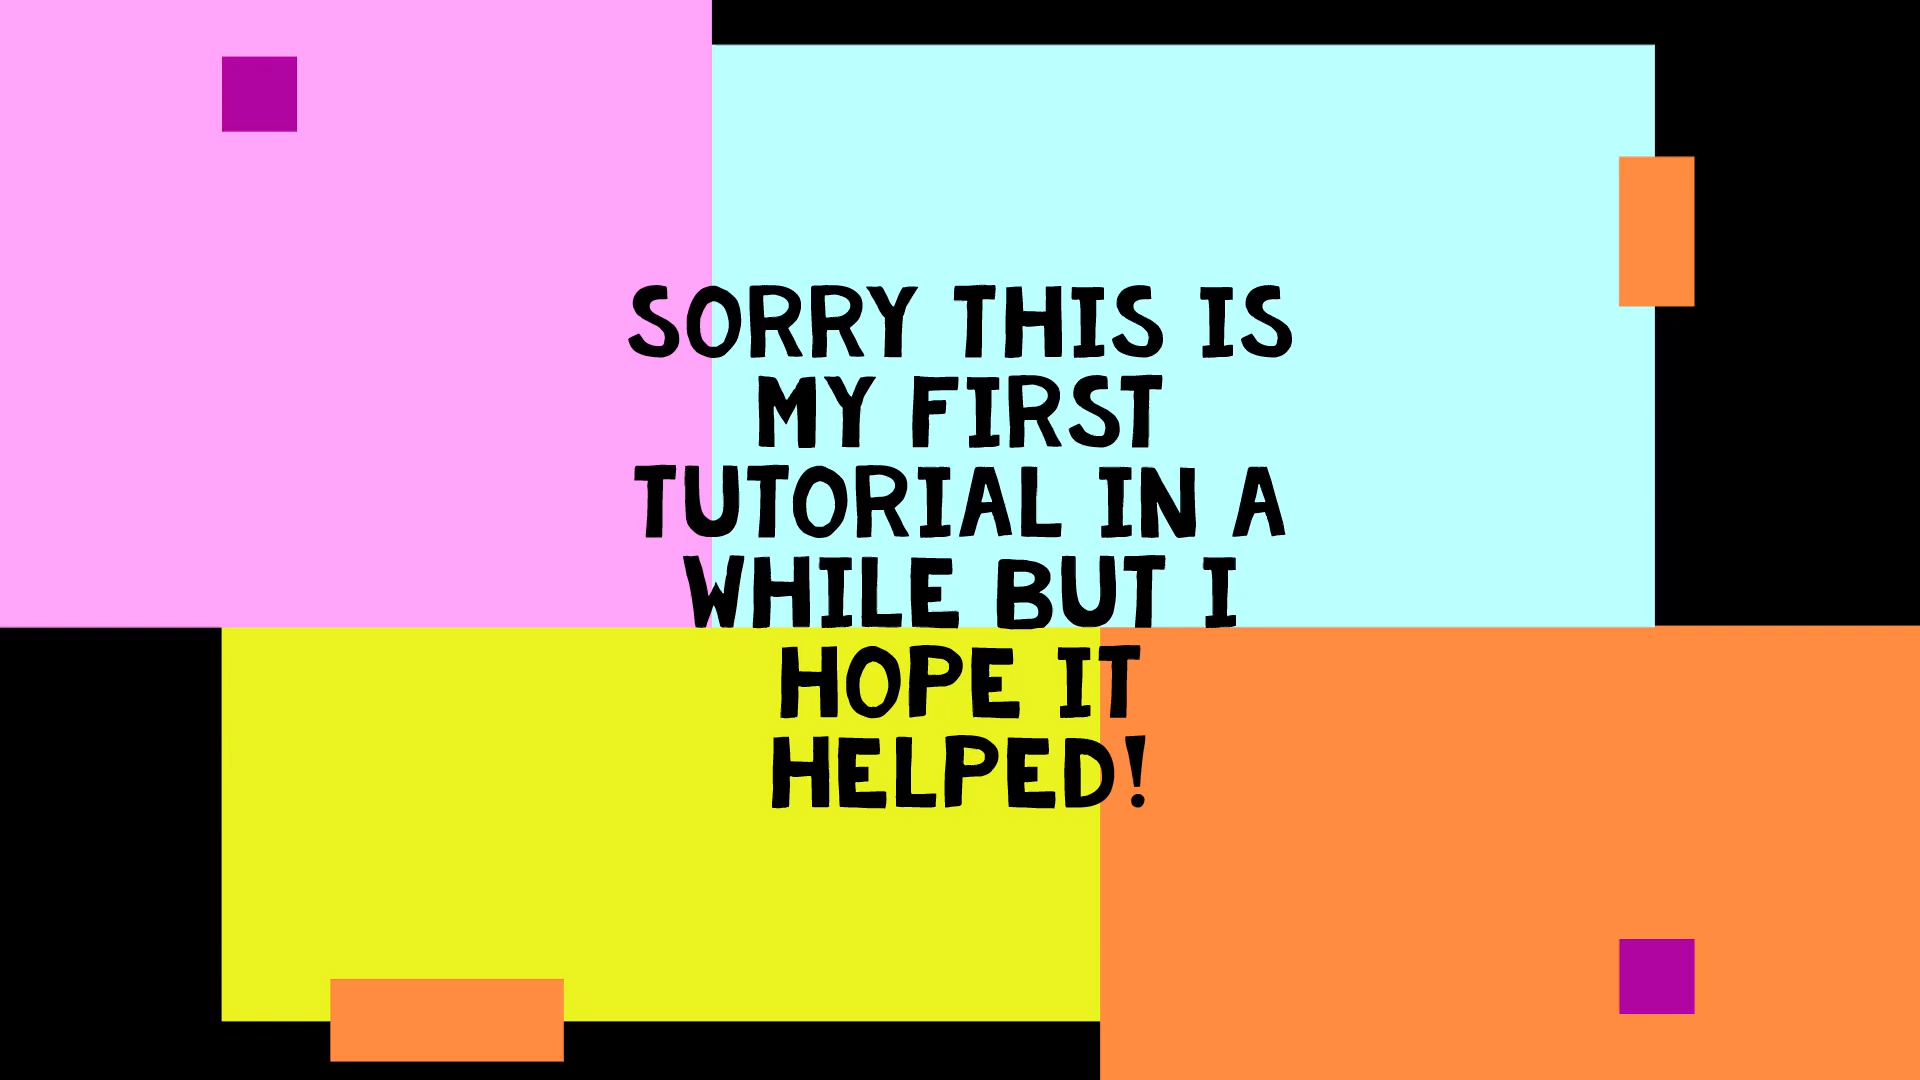 SORRY THIS IS
MY FIRST
TUTORIAL IN A
WHILE BUT I
HOPE IT
HELPED!